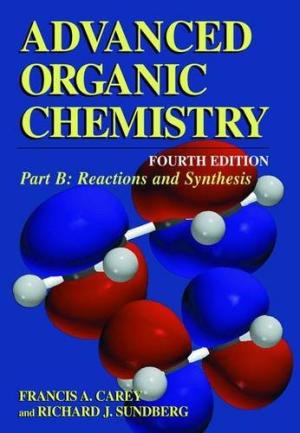 ADVANCED
ORGANIC
CHEMISTRY
FOURTH EDITION
Part B: Reactions and Synthesis
FRANCIS A. CAREY
and RICHARD J. SUNDBERG